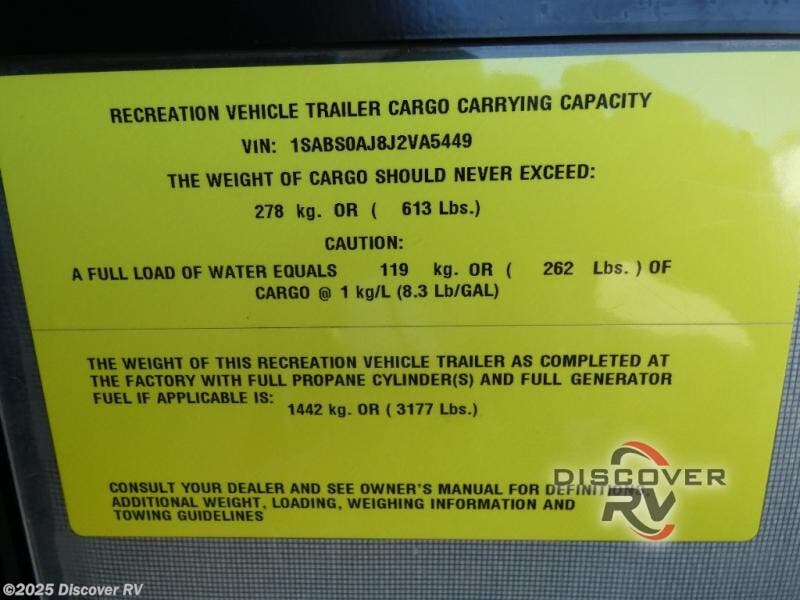 RECREATION VEHICLE TRAILER CARGO CARRYING CAPACITY
VIN: 1SABS0AJ8J2VA5449
THE WEIGHT OF CARGO SHOULD NEVER EXCEED:
278 kg. OR ( 613 Lbs.)
CAUTION:
A FULL LOAD OF WATER EQUALS 119 kg. OR ( 262 Lbs. ) OF
CARGO @ 1 kg/L (8.3 Lb/GAL)
THE WEIGHT OF THIS RECREATION VEHICLE TRAILER AS COMPLETED AT
THE FACTORY WITH FULL PROPANE CYLINDER(S) AND FULL GENERATOR
FUEL IF APPLICABLE IS:
1442 kg. OR ( 3177 Lbs.)
CONSULT YOUR DEALER AND SEE OWNER'S MANUAL FOR DEFINITIONS,
ADDITIONAL WEIGHT, LOADING, WEIGHING INFORMATION AND
TOWING GUIDELINES
DISCOVER
RV
©2025 Discover RV